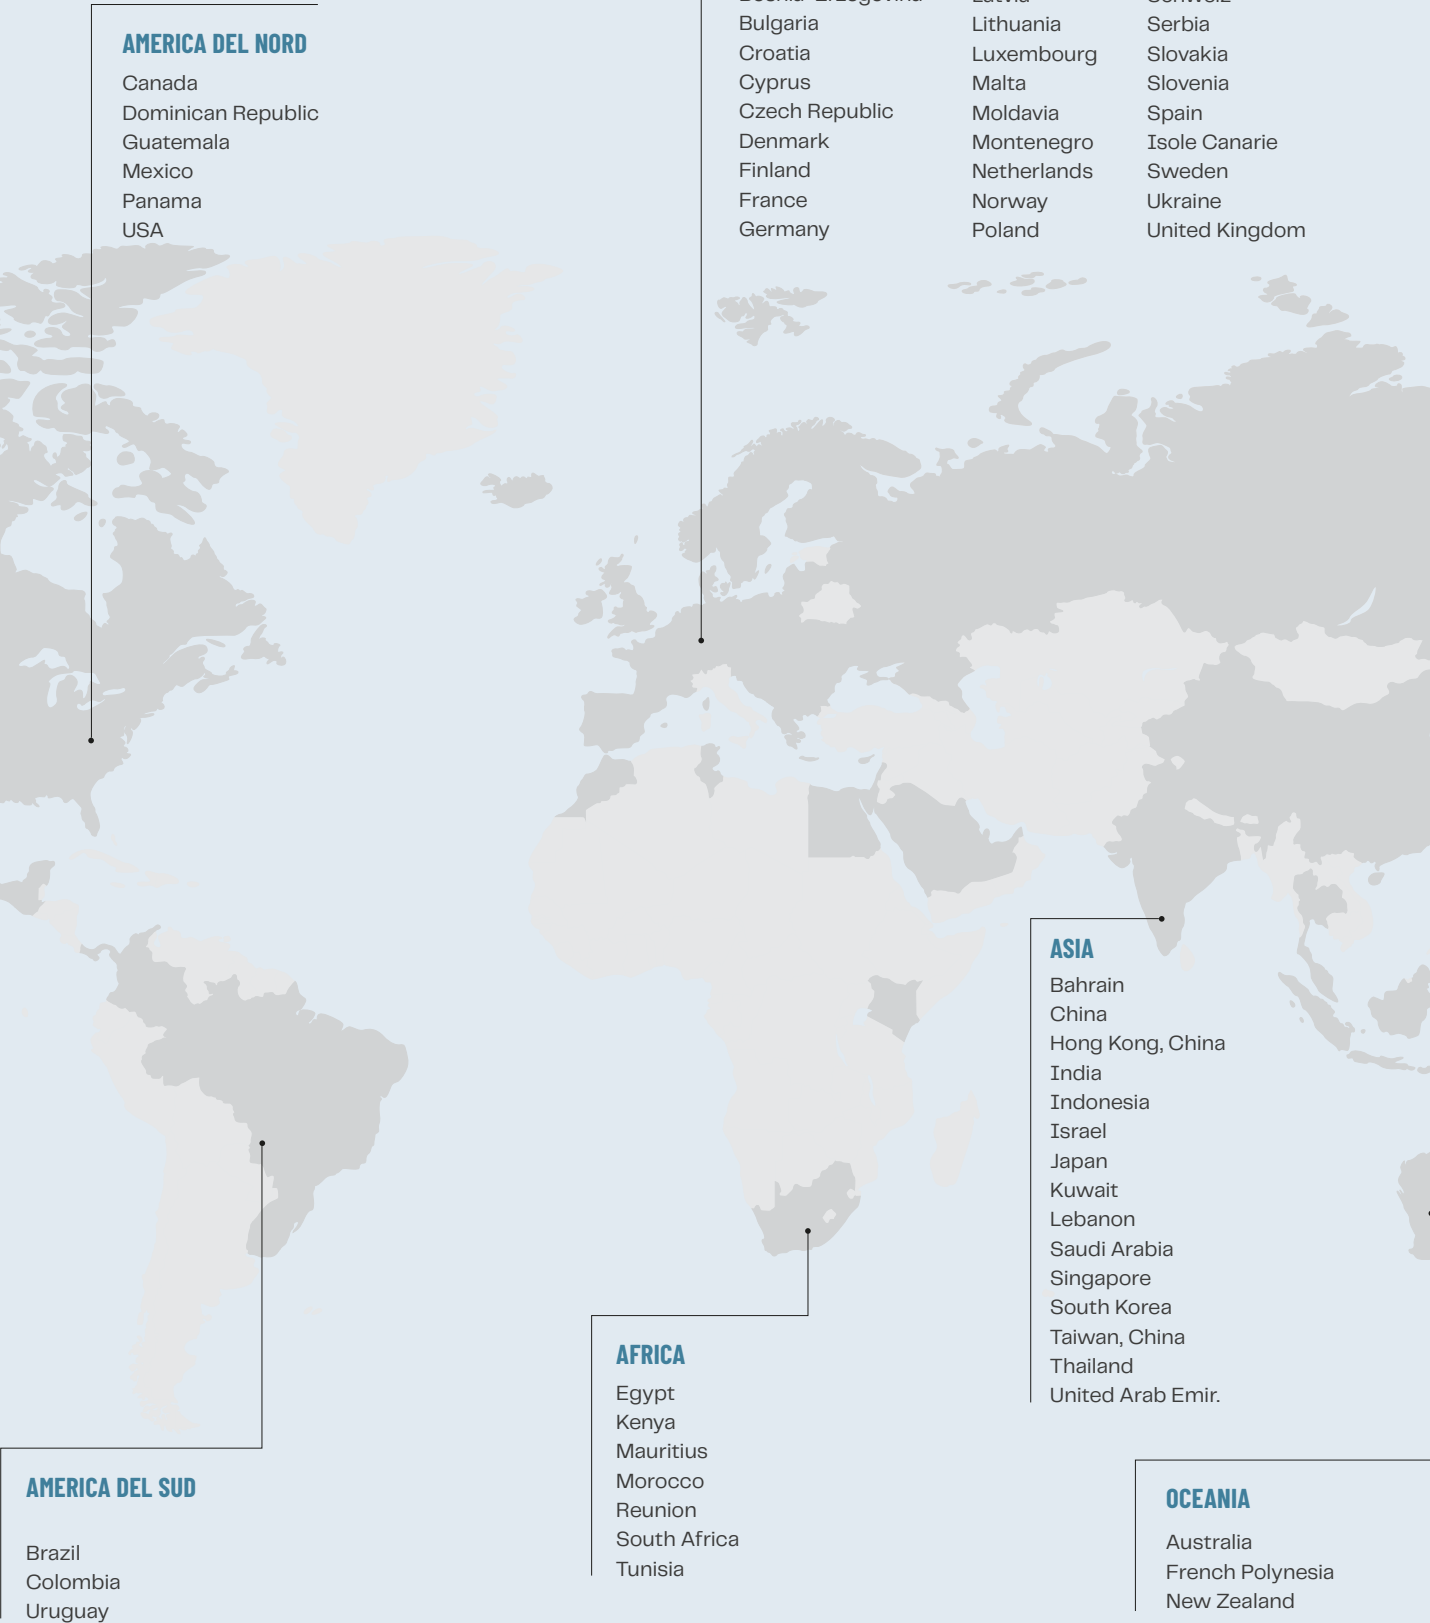 AMERICA DEL NORD
Canada
Dominican Republic
Guatemala
Mexico
Panama
USA
Bulgaria
Croatia
Cyprus
Czech Republic
Denmark
Finland
France
Germany
Lithuania
Luxembourg
Malta
Moldavia
Montenegro
Netherlands
Norway
Poland
Serbia
Slovakia
Slovenia
Spain
Isole Canarie
Sweden
Ukraine
United Kingdom
ASIA
Bahrain
China
Hong Kong, China
India
Indonesia
Israel
Japan
Kuwait
Lebanon
Saudi Arabia
Singapore
South Korea
Taiwan, China
Thailand
United Arab Emir.
AFRICA
Egypt
Kenya
Mauritius
Morocco
Reunion
South Africa
Tunisia
AMERICA DEL SUD
Brazil
Colombia
Uruguay
OCEANIA
Australia
French Polynesia
New Zealand